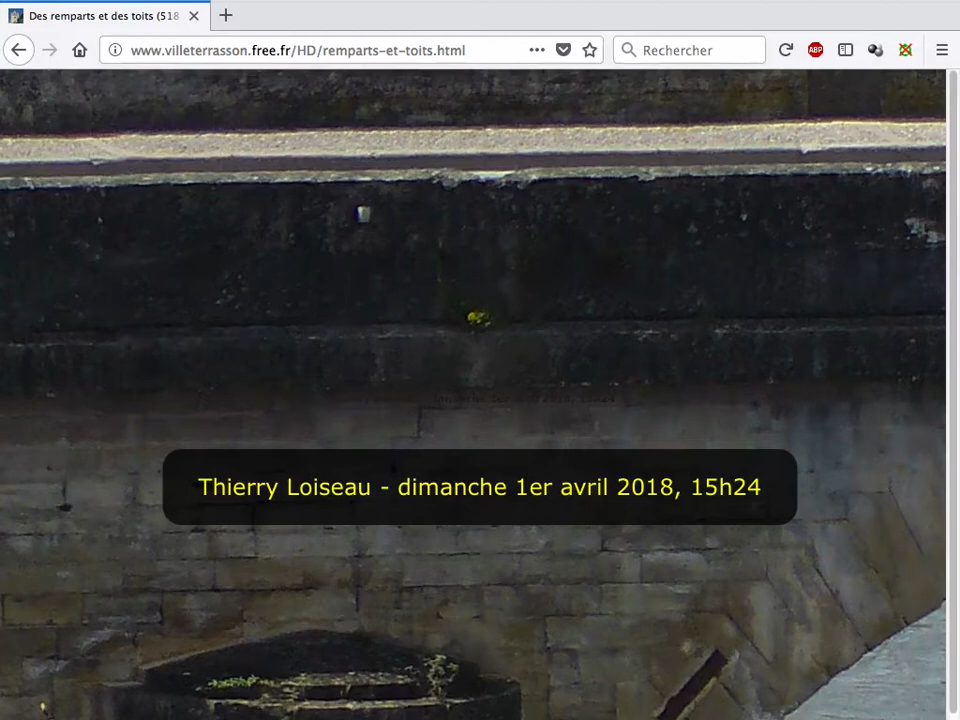 Des remparts et des toits (518
www.villeterrasson.free.fr/HD/remparts-et-toits.html
Rechercher
ABP
Thierry Loiseau - dimanche 1er avril 2018, 15h24